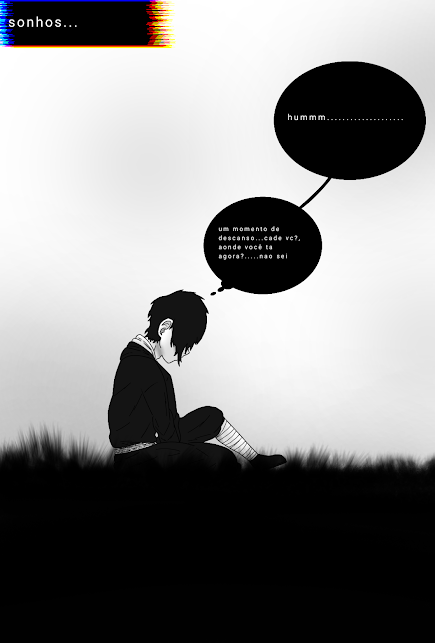 sonhos...
hummm....................
um momento de
descanso...cade vc?,
aonde você ta
agora?.....nao sei